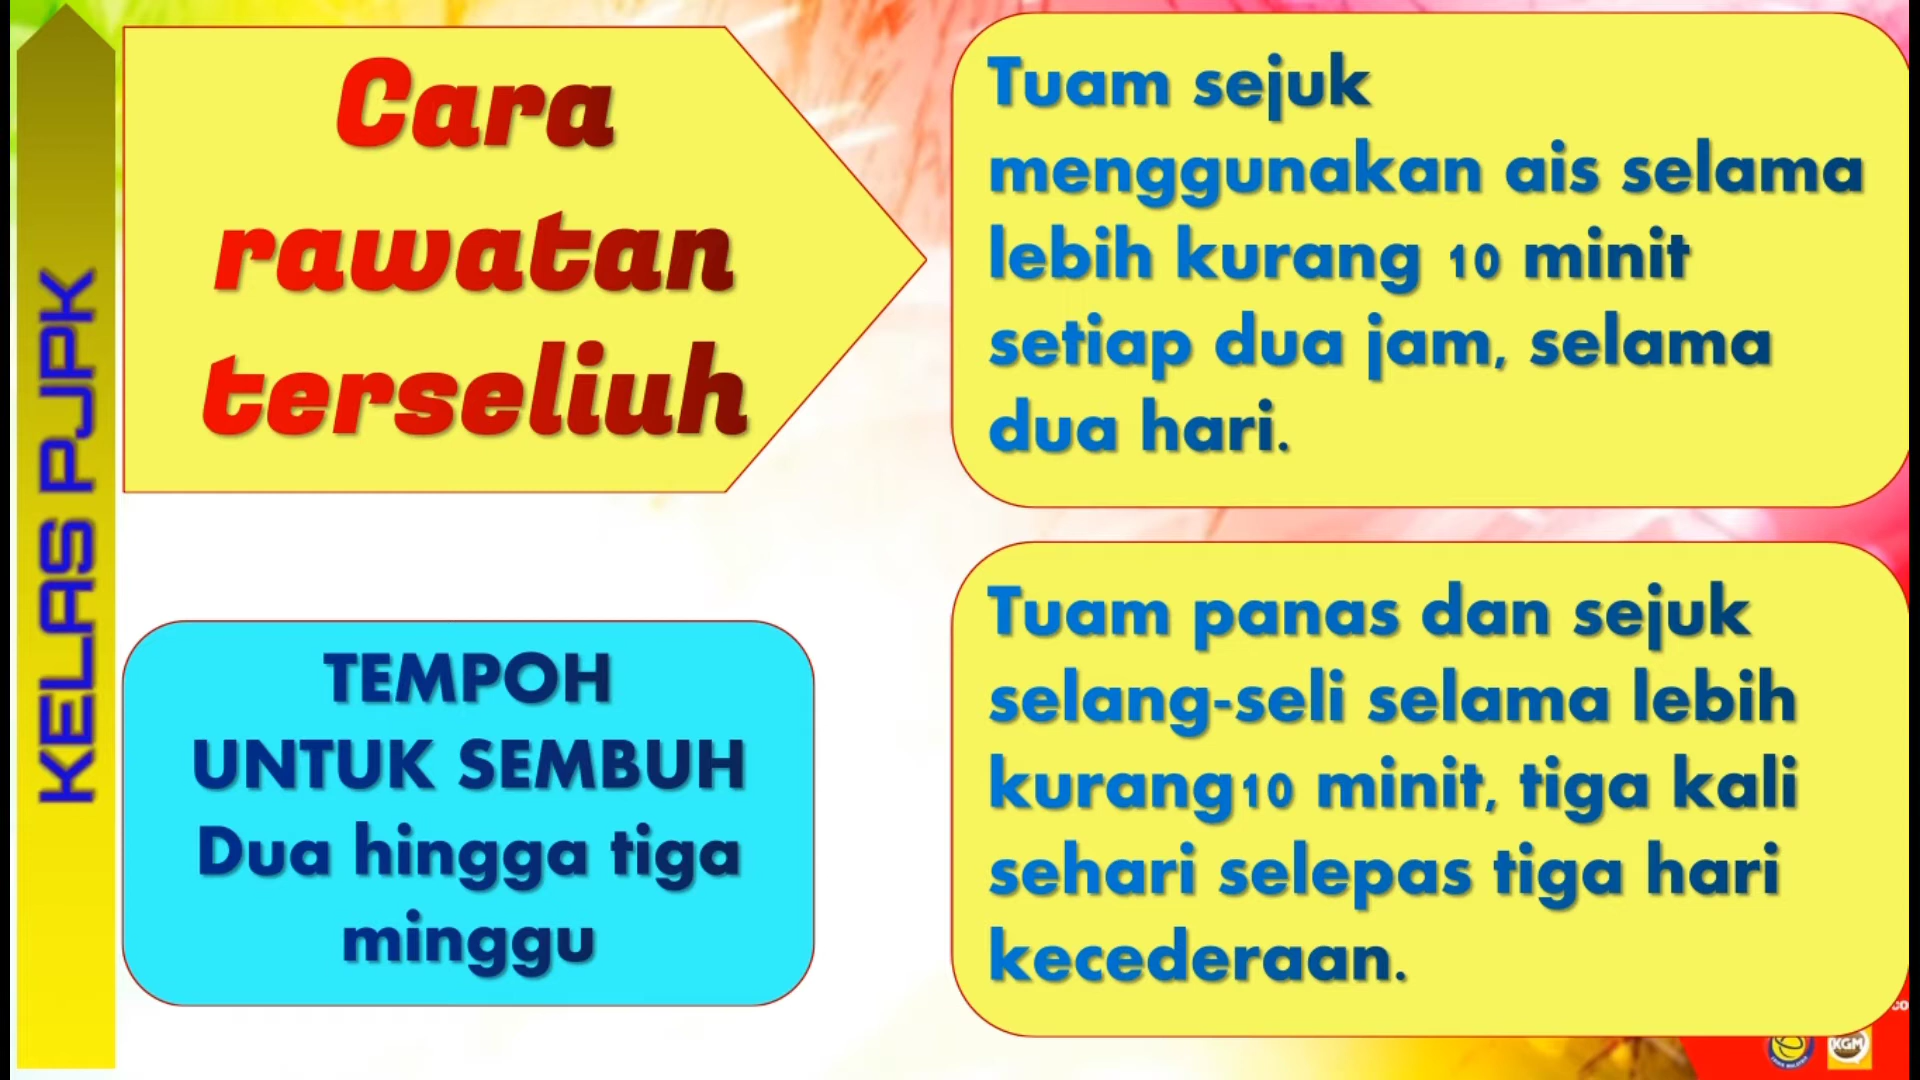 KELAS PJPK
Cara
rawatan
terseliuh
Tuam sejuk
menggunakan ais selama
lebih kurang 10 minit
setiap dua jam, selama
dua hari.
TEMPOH
UNTUK SEMBUH
Dua hingga tiga
minggu
Tuam panas dan sejuk
selang-seli selama lebih
kurang10 minit, tiga kali
sehari selepas tiga hari
kecederaan.
KGM